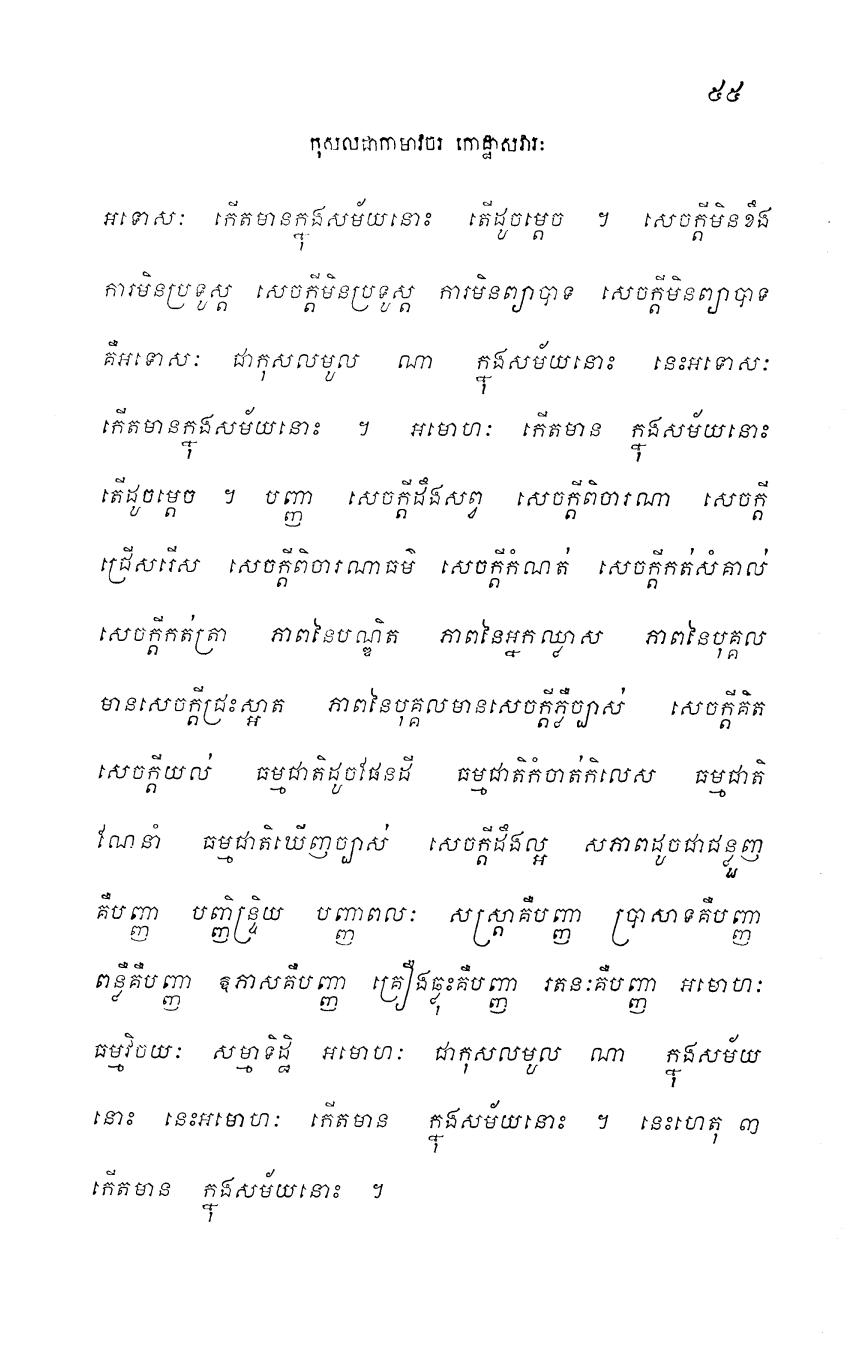 ៥៥
កុសលដាកាមាវចរ កោដ្ឋាសវារៈ
អទោសៈ កើតមានក្នុងសម័យនោះ តើដូចម្តេច ។ សេចក្តីមិនខឹង
ការមិនប្រទូស្ត សេចក្តីមិនប្រទូស្ត ការមិនព្យាបាទ សេចក្តីមិនព្យាបាទ
គឺអទោសៈ ជាកុសលមូល ណា ក្នុងសម័យនោះ នេះអទោសៈ
កើតមានក្នុងសម័យនោះ ។ អមោហៈ កើតមាន ក្នុងសម័យនោះ
តើដូចម្តេច ។ បញ្ញា សេចក្តីដឹងសព្វ សេចក្តីពិចារណា សេចក្តី
ជ្រើសរើស សេចក្តីពិចារណាធម៌ សេចក្តីកំណត់ សេចក្តីកត់សំគាល់
សេចក្តីកត់ត្រា ភាពនៃបណ្ឌិត ភាពនៃអ្នកឈ្លាស ភាពនៃបុគ្គល
មានសេចក្តីជ្រះស្អាត ភាពនៃបុគ្គលមានសេចក្តីភ្លឺច្បាស់ សេចក្តីគិត
សេចក្តីយល់ ធម្មជាតិដូចផែនដី ធម្មជាតិកំចាត់កិលេស ធម្មជាតិ
ណែនាំ ធម្មជាតិឃើញច្បាស់ សេចក្តីដឹងល្អ សភាពដូចជាជន្លួញ
គឺបញ្ញា បញ្ញិន្ទ្រិយ បញ្ញាពលៈ សស្ត្រាគឺបញ្ញា ប្រាសាទគឺបញ្ញា
ពន្លឺគឺបញ្ញា ឱភាសគឺបញ្ញា គ្រឿងធ្លុះគឺបញ្ញា រតនៈគឺបញ្ញា អមោហៈ
ធម្មវិចយៈ សម្មាទិដ្ឋិ អមោហៈ ជាកុសលមូល ណា ក្នុងសម័យ
នោះ នេះអមោហៈ កើតមាន ក្នុងសម័យនោះ ។ នេះហេតុ ៣
កើតមាន ក្នុងសម័យនោះ ។